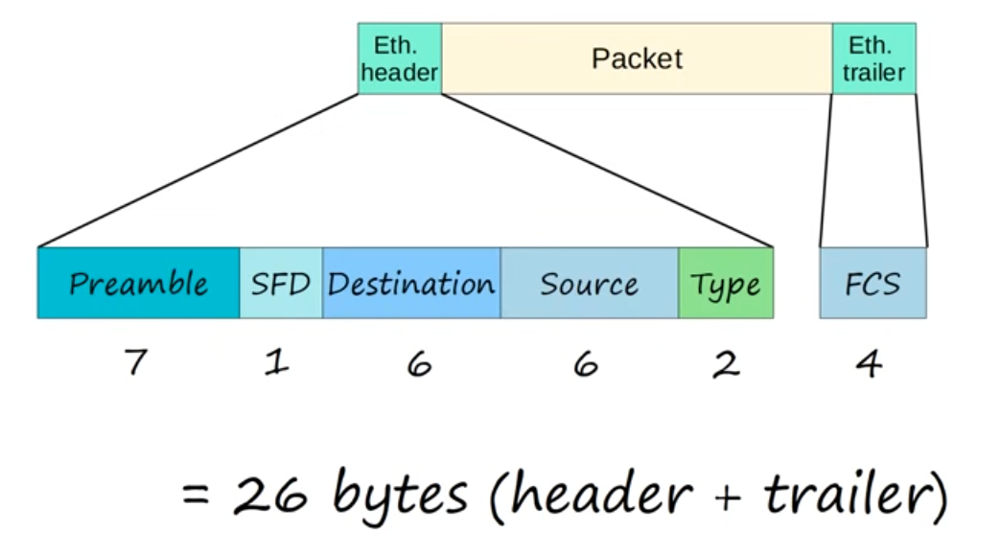 Eth.
header
Packet
Eth.
trailer
Preamble SFD Destination Source Type FCS
7 1 6 6 2 4
= 26 bytes (header + trailer)